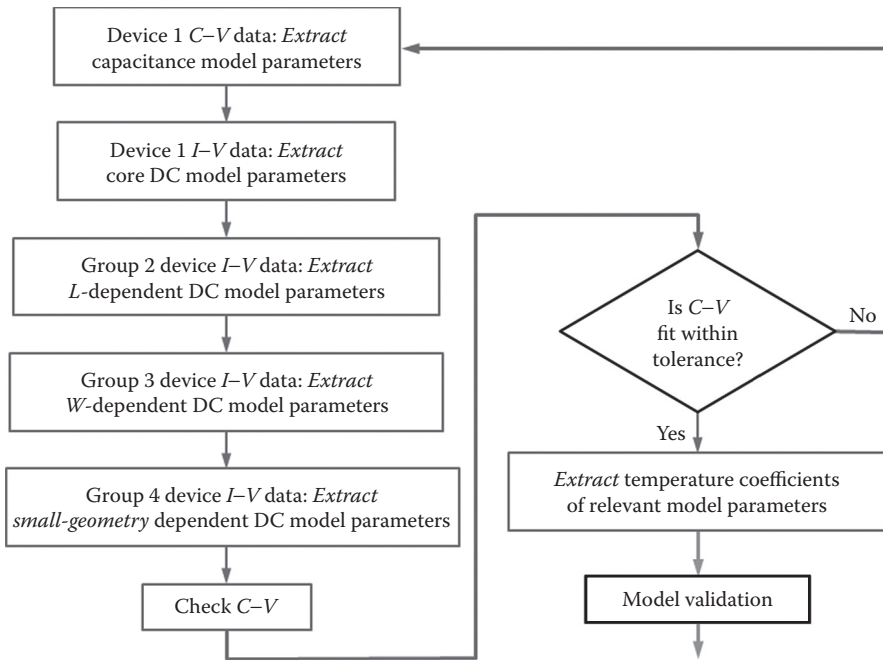 Device 1 C–V data: Extract
capacitance model parameters
Device 1 I–V data: Extract
core DC model parameters
Group 2 device I–V data: Extract
L-dependent DC model parameters
Group 3 device I–V data: Extract
W-dependent DC model parameters
Group 4 device I–V data: Extract
small-geometry dependent DC model parameters
Check C–V
Is C–V
fit within
tolerance?
No
Yes
Extract temperature coefficients
of relevant model parameters
Model validation